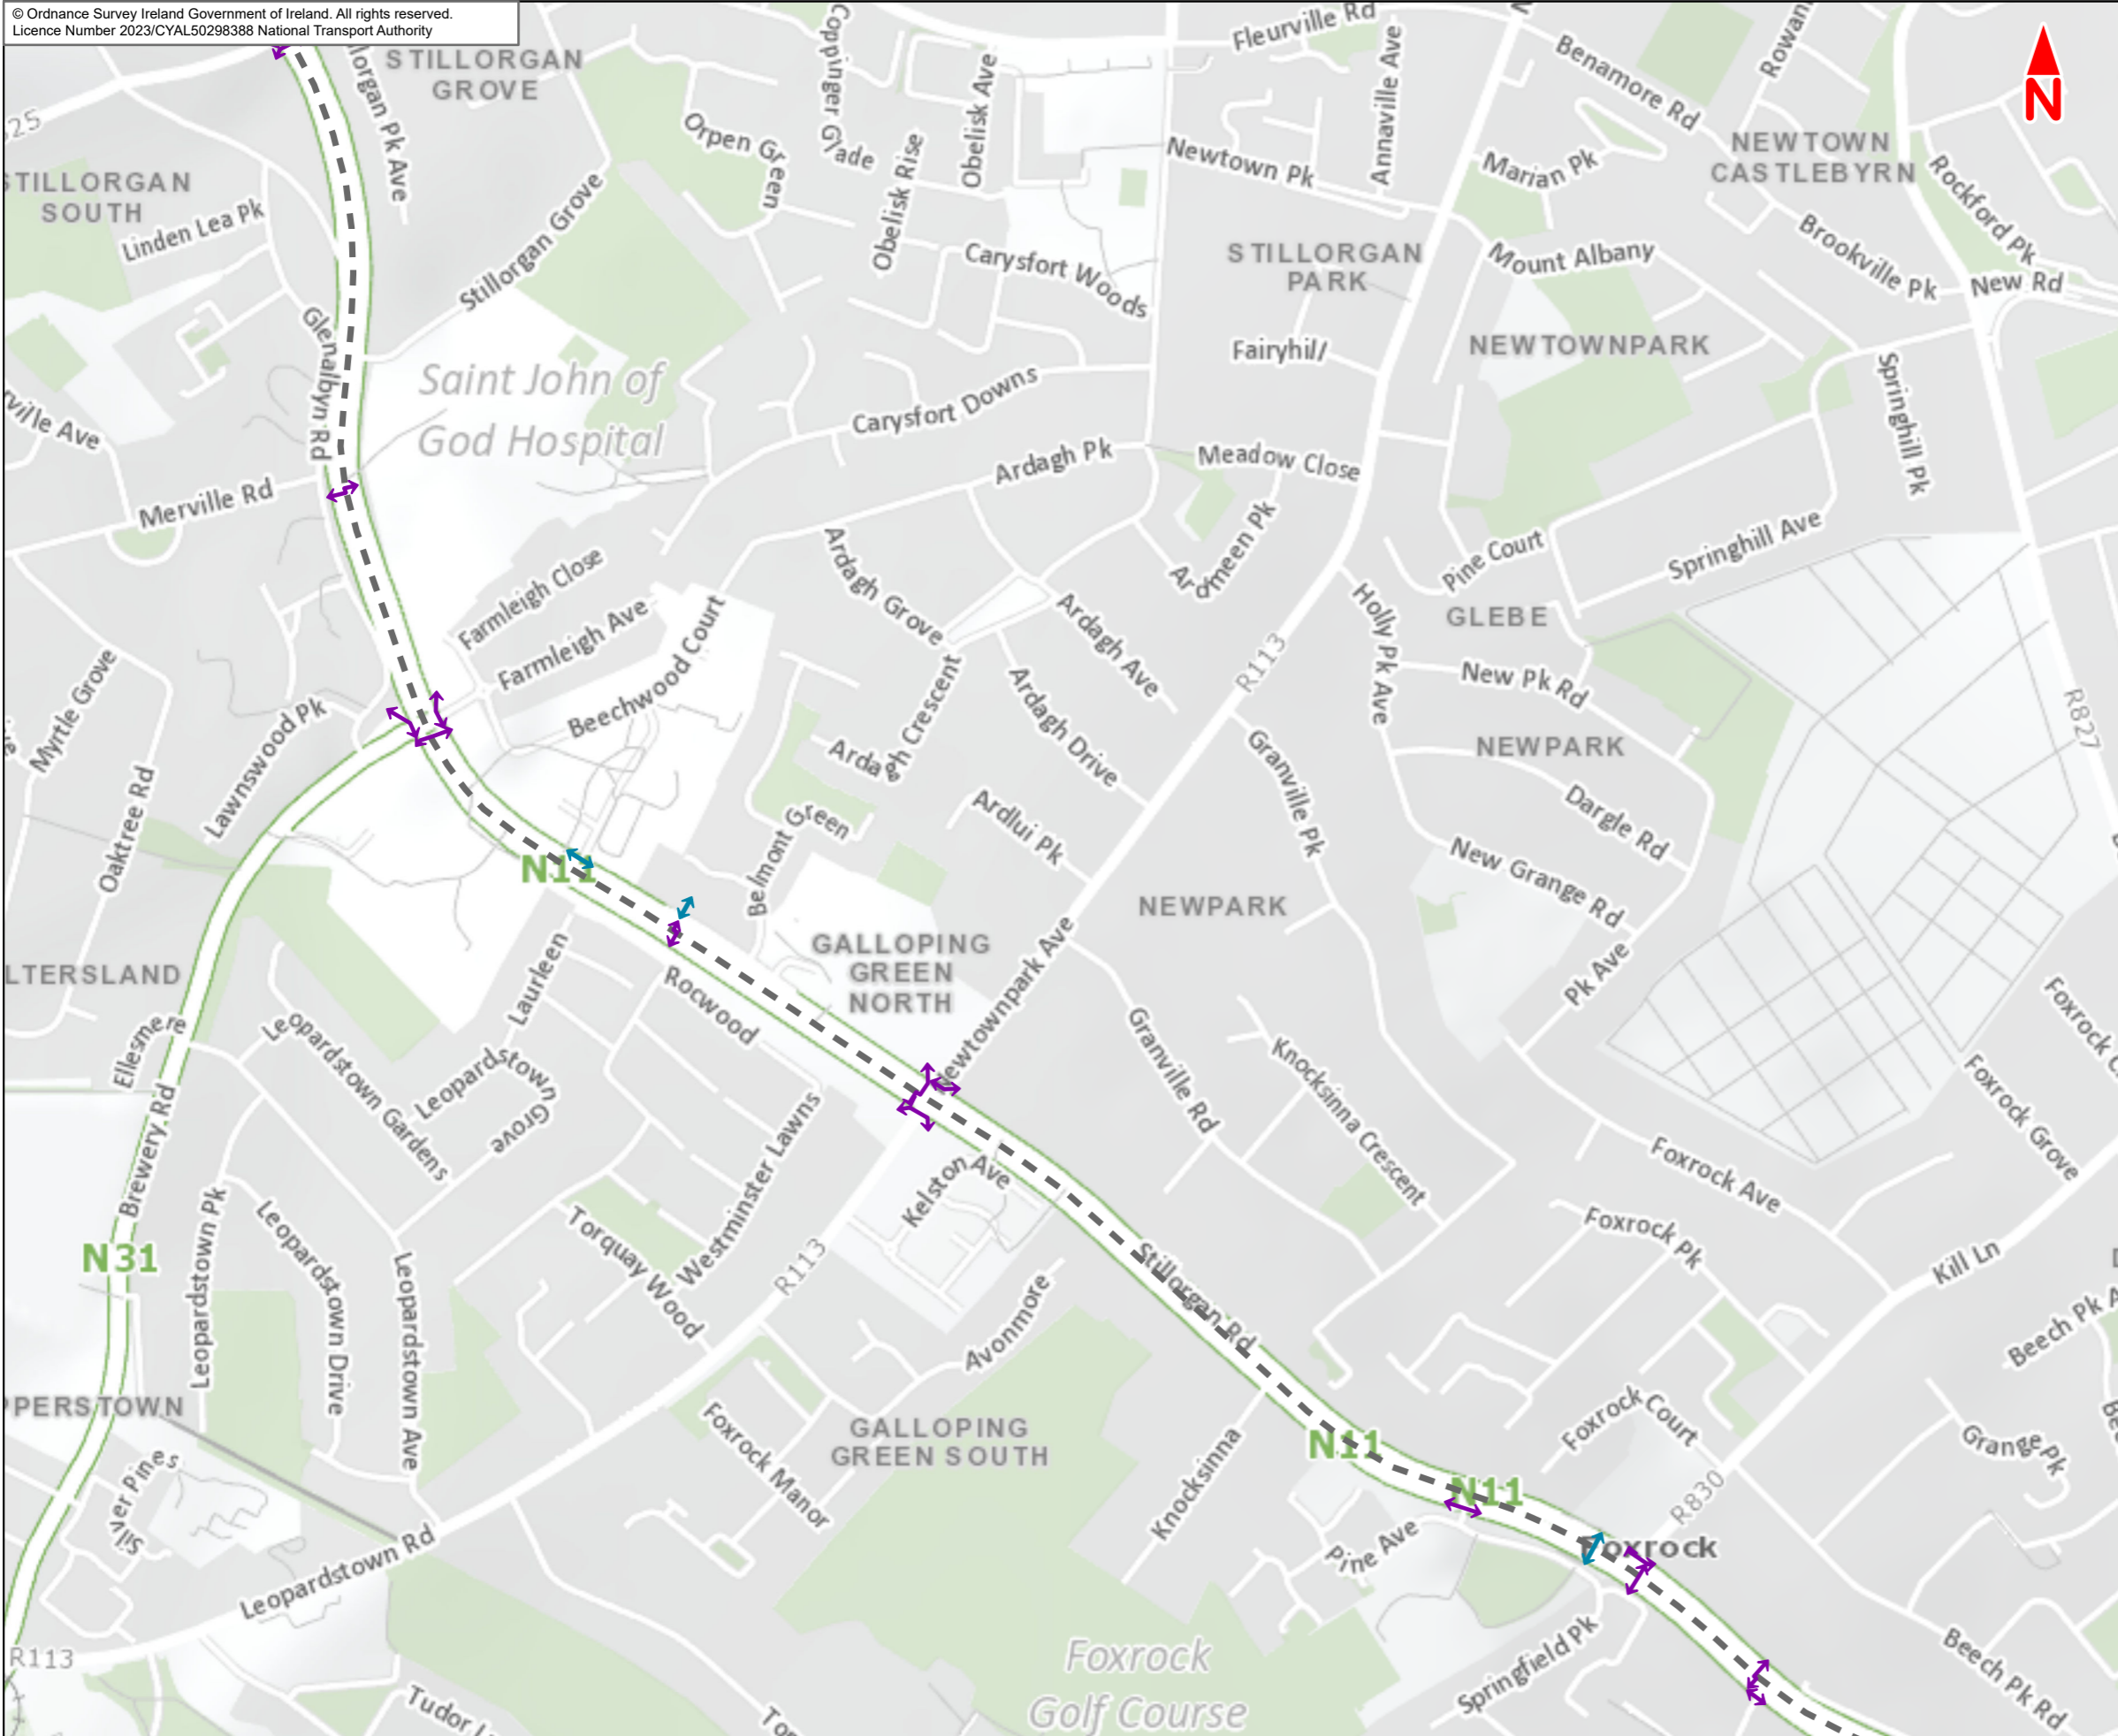 © Ordnance Survey Ireland Government of Ireland. All rights reserved.
Licence Number 2023/CYAL50298388 National Transport Authority
N
STILLORGAN
GROVE
Coppinger Glade
Obelisk Ave
Fleurville Rd
Annaville Ave
Benamore Rd
Rowan
NEWTOWN
CASTLEBYRN
Rockford Pk
Orpen Green
Obelisk Rise
Newtown Pk
Marian Pk
STILLORGAN
SOUTH
Linden Lea Pk
Stillorgan Grove
Carysfort Woods
STILLORGAN
PARK
Mount Albany
Brookville Pk
New Rd
Glenalbyn Rd
Saint John of
God Hospital
Fairyhill
NEWTOWNPARK
Springhill Pk
Carysfort Downs
Ardagh Pk
Meadow Close
Merville Rd
Ardmeen Pk
Pine Court
Springhill Ave
Farmleigh Close
Farmleigh Ave
Beechwood Court
Ardagh Grove
Ardagh Ave
Ardagh Crescent
Ardagh Drive
R113
Holly Pk Ave
GLEBE
New Pk Rd
NEWPARK
R827
Myrtle Grove
Oaktree Rd
Lawnswood Pk
Granville Pk
Dargle Rd
New Grange Rd
Belmont Green
Ardlui Pk
N11
NEWPARK
Pk Ave
GALLOPING
GREEN
NORTH
Newtownpark Ave
LTERSLAND
Laurleen
Rocwood
Ellesmere
Leopardstown Gardens
Leopardstown Grove
Granville Rd
Knocksinna Crescent
Foxrock Grove
Brewery Rd
Westminster Lawns
Kelston Ave
Foxrock Ave
Foxrock Pk
Kill Ln
N31
Leopardstown Pk
Leopardstown Drive
Leopardstown Ave
Torquay Wood
R113
Avonmore
Stillorgan Rd
Beech Pk A
PPERSTOWN
Silver Pines
Foxrock Manor
GALLOPING
GREEN SOUTH
Knocksinna
N11
N11
Foxrock Court
Grange Pk
R830
Foxrock
Pine Ave
Leopardstown Rd
R113
Foxrock
Golf Course
Springfield Pk
Beech Pk Rd
Tudor L